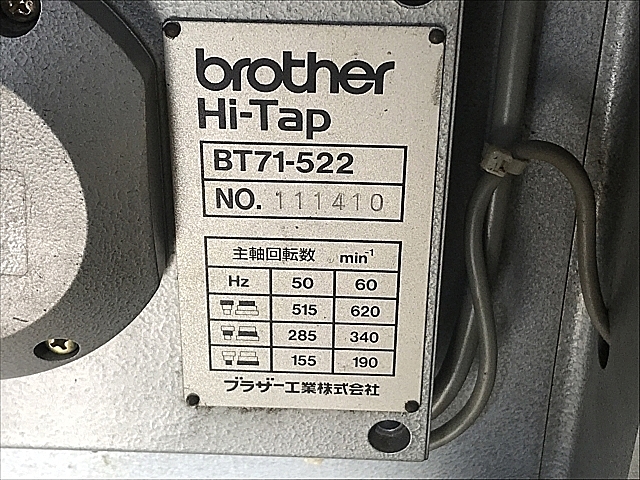 brother
Hi-Tap
BT71-522
NO. 111410
主軸回転数 min⁻¹
Hz 50 60
515 620
285 340
155 190
ブラザー工業株式会社